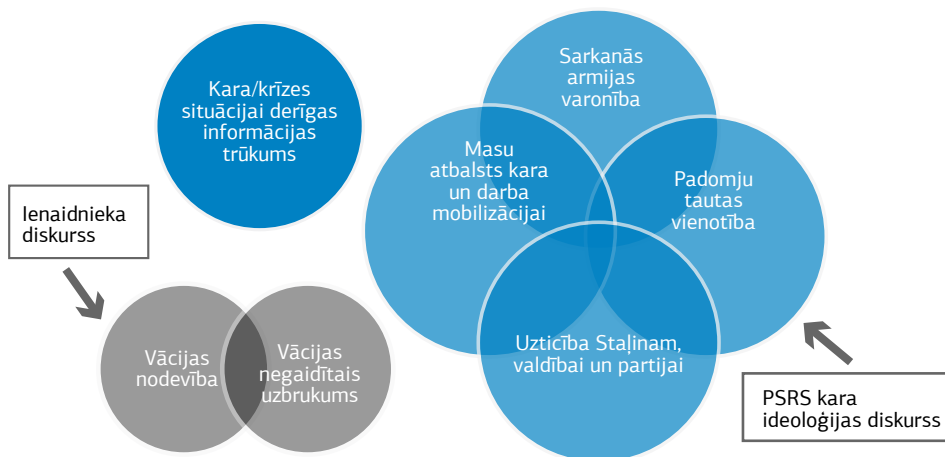 Kara/krīzes
situācijai derīgas
informācijas
trūkums
Sarkanās
armijas
varonība
Masu
atbalsts kara
un darba
mobilizācijai
Padomju
tautas
vienotība
Uzticība Staļinam,
valdībai un partijai
Ienaidnieka
diskurss
Vācijas
nodevība
Vācijas
negaidītais
uzbrukums
PSRS kara
ideoloģijas diskurss